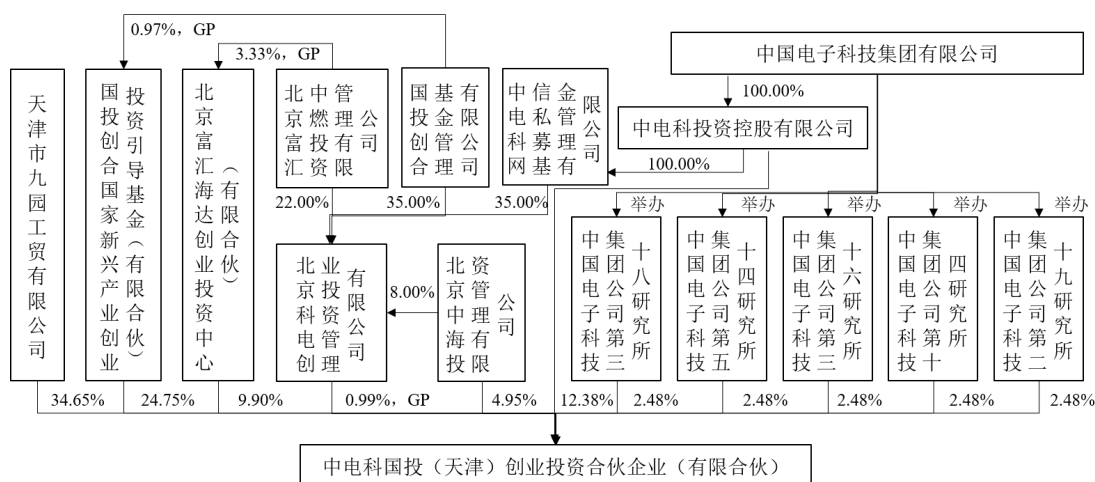 0.97%，GP
3.33%，GP
中国电子科技集团有限公司
100.00%
中电科投资控股有限公司
100.00%
天津市九园工贸有限公司
国投创合国家新兴产业创业
投资引导基金（有限合伙）
北京富汇海达创业投资中心
（有限合伙）
北京富汇
中燃投资
管理有限
公司
国投创合
基金管理
有限公司
中电科网
信私募基
金管理有
限公司
22.00%
35.00%
35.00%
举办
举办
举办
举办
举办
北京科电创
业投资管理
有限公司
8.00%
北京中海投
资管理有限
公司
中国电子科技
集团公司第三
十八研究所
中国电子科技
集团公司第五
十四研究所
中国电子科技
集团公司第三
十六研究所
中国电子科技
集团公司第十
四研究所
中国电子科技
集团公司第二
十九研究所
34.65%
24.75%
9.90%
0.99%，GP
4.95%
12.38%
2.48%
2.48%
2.48%
2.48%
2.48%
中电科国投（天津）创业投资合伙企业（有限合伙）